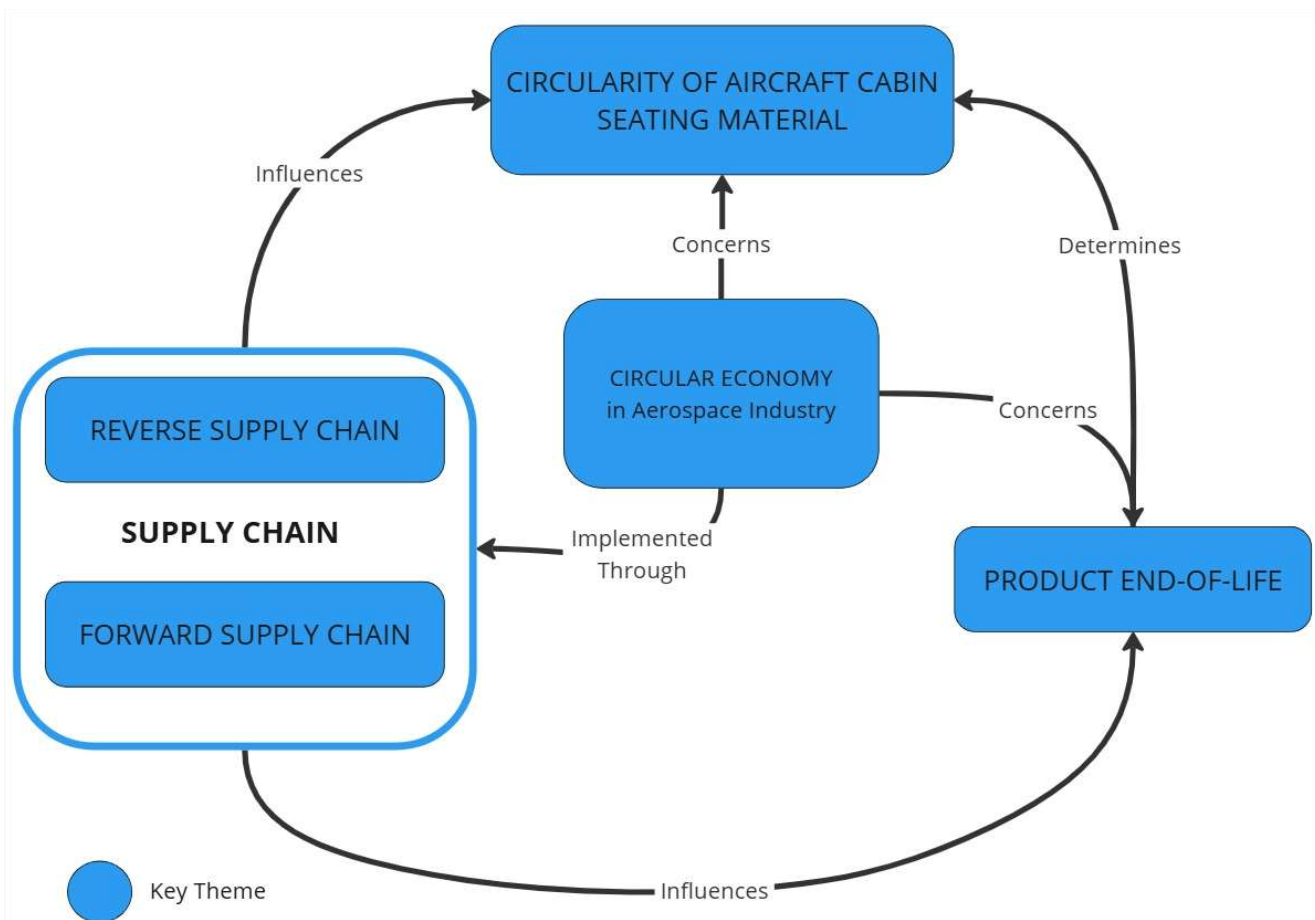 CIRCULARITY OF AIRCRAFT CABIN
SEATING MATERIAL
Influences
Concerns
Determines
CIRCULAR ECONOMY
in Aerospace Industry
Concerns
REVERSE SUPPLY CHAIN
SUPPLY CHAIN
FORWARD SUPPLY CHAIN
Implemented
Through
PRODUCT END-OF-LIFE
Influences
Key Theme